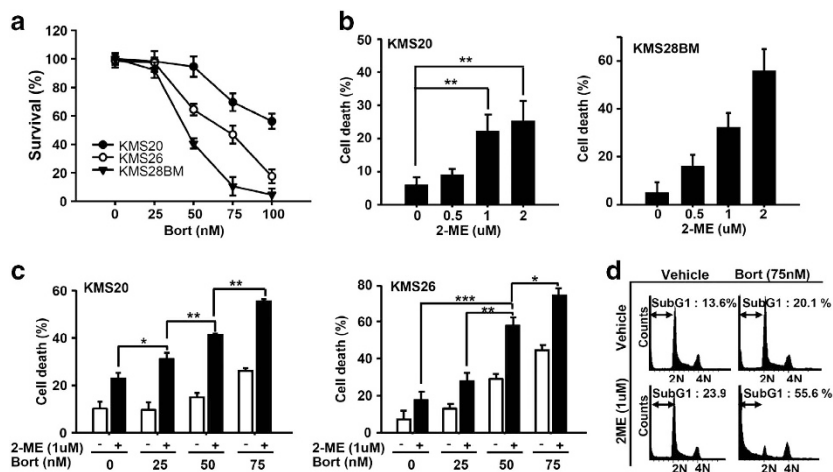 a
120
100
80
60
40
20
0
Survival (%)
KMS20
KMS26
KMS28BM
0 25 50 75 100
Bort (nM)
b
KMS20
50
40
30
20
10
0
Cell death (%)
**
**
0 0.5 1 2
2-ME (uM)
KMS28BM
60
40
20
0
Cell death (%)
0 0.5 1 2
2-ME (uM)
c
KMS20
60
40
20
0
Cell death (%)
**
**
*
2-ME (1uM) - + - + - + - +
Bort (nM) 0 25 50 75
KMS26
80
60
40
20
0
Cell death (%)
*
***
**
2-ME (1uM) - + - + - + - +
Bort (nM) 0 25 50 75
d
Vehicle Bort (75nM)
Vehicle
Counts
SubG1 : 13.6% SubG1 : 20.1 %
2N 4N 2N 4N
2ME (1uM)
Counts
SubG1 : 23.9 SubG1 : 55.6 %
2N 4N 2N 4N